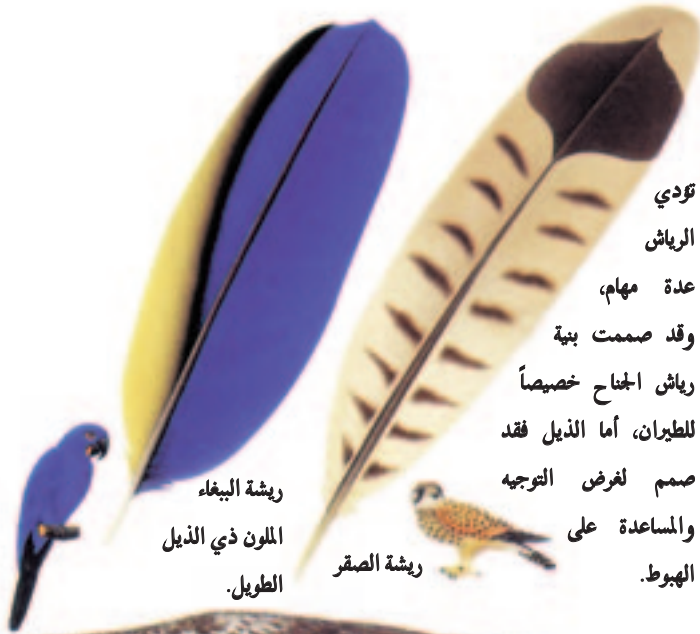 تؤدي
الرياش
عدة مهام،
وقد صممت بنية
رياش الجناح خصيصاً
للطيران، أما الذيل فقد
صمم لغرض التوجيه
والمساعدة على
الهبوط.
ريشة الصقر
ريشة الببغاء
الملون ذي الذيل
الطويل.